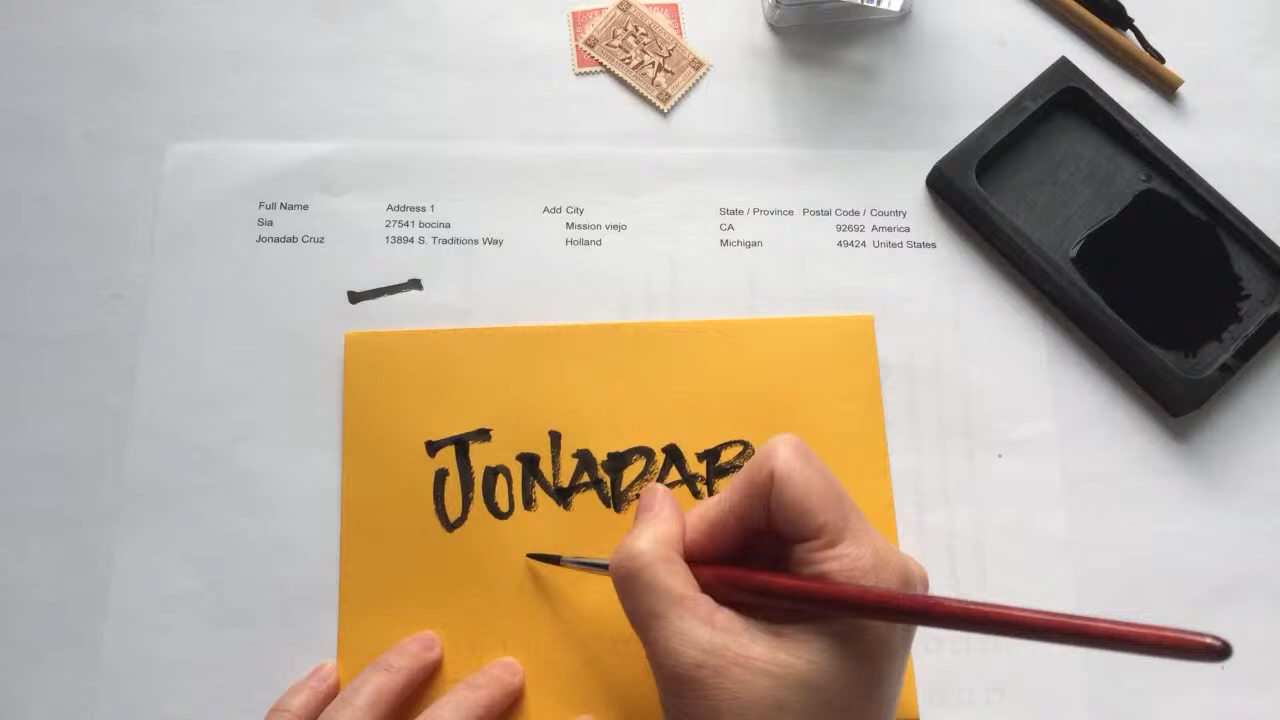 Full Name Address 1 Add City State / Province Postal Code / Country
Sia 27541 bocina Mission viejo CA 92692 America
Jonadab Cruz 13894 S. Traditions Way Holland Michigan 49424 United States
JONADAB